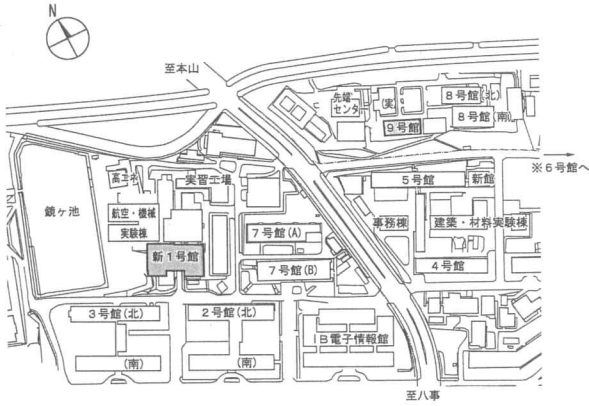 N
至本山
先端
センタ
(実)
8号館(北)
8号館(南)
9号館
※6号館へ
高エネ
実習工場
5号館
新館
鏡ヶ池
航空・機械
実験棟
事務棟
建築・材料実験棟
7号館(A)
新1号館
7号館(B)
4号館
3号館(北)
2号館(北)
IB電子情報館
(南)
(南)
至八事